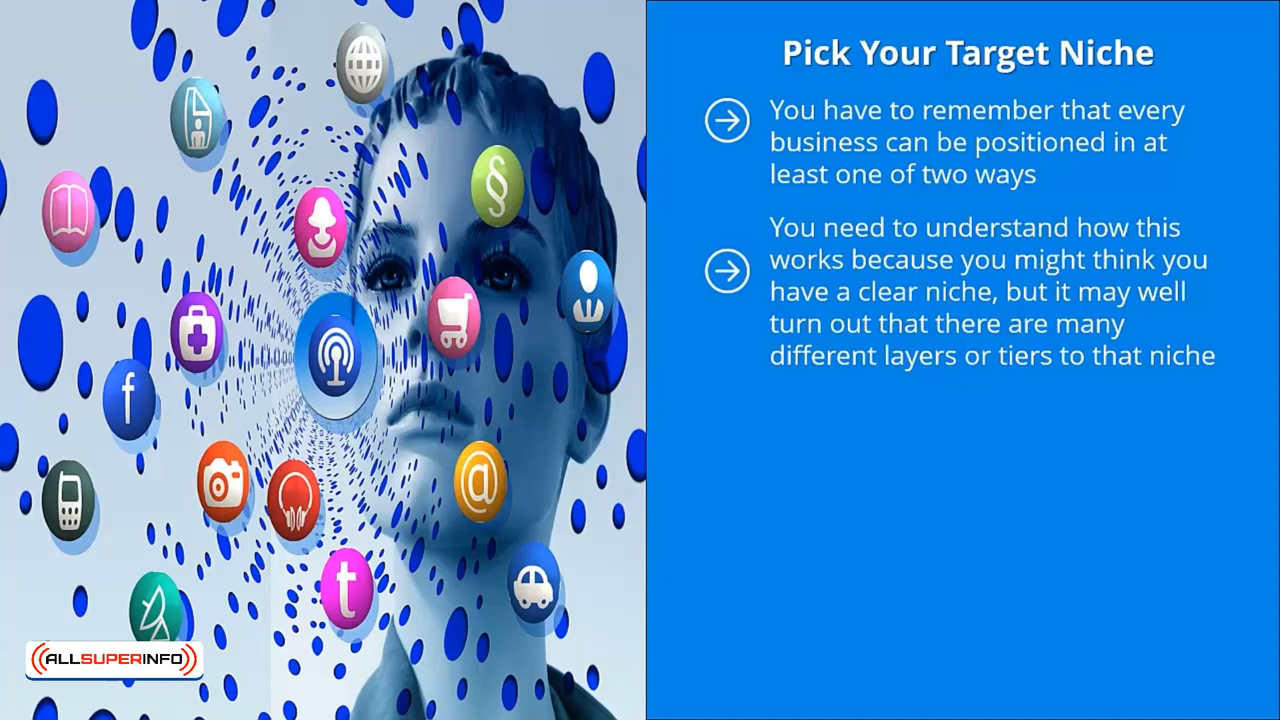 Pick Your Target Niche
You have to remember that every
business can be positioned in at
least one of two ways
You need to understand how this
works because you might think you
have a clear niche, but it may well
turn out that there are many
different layers or tiers to that niche
§
f
@
t
ALLSUPERINFO